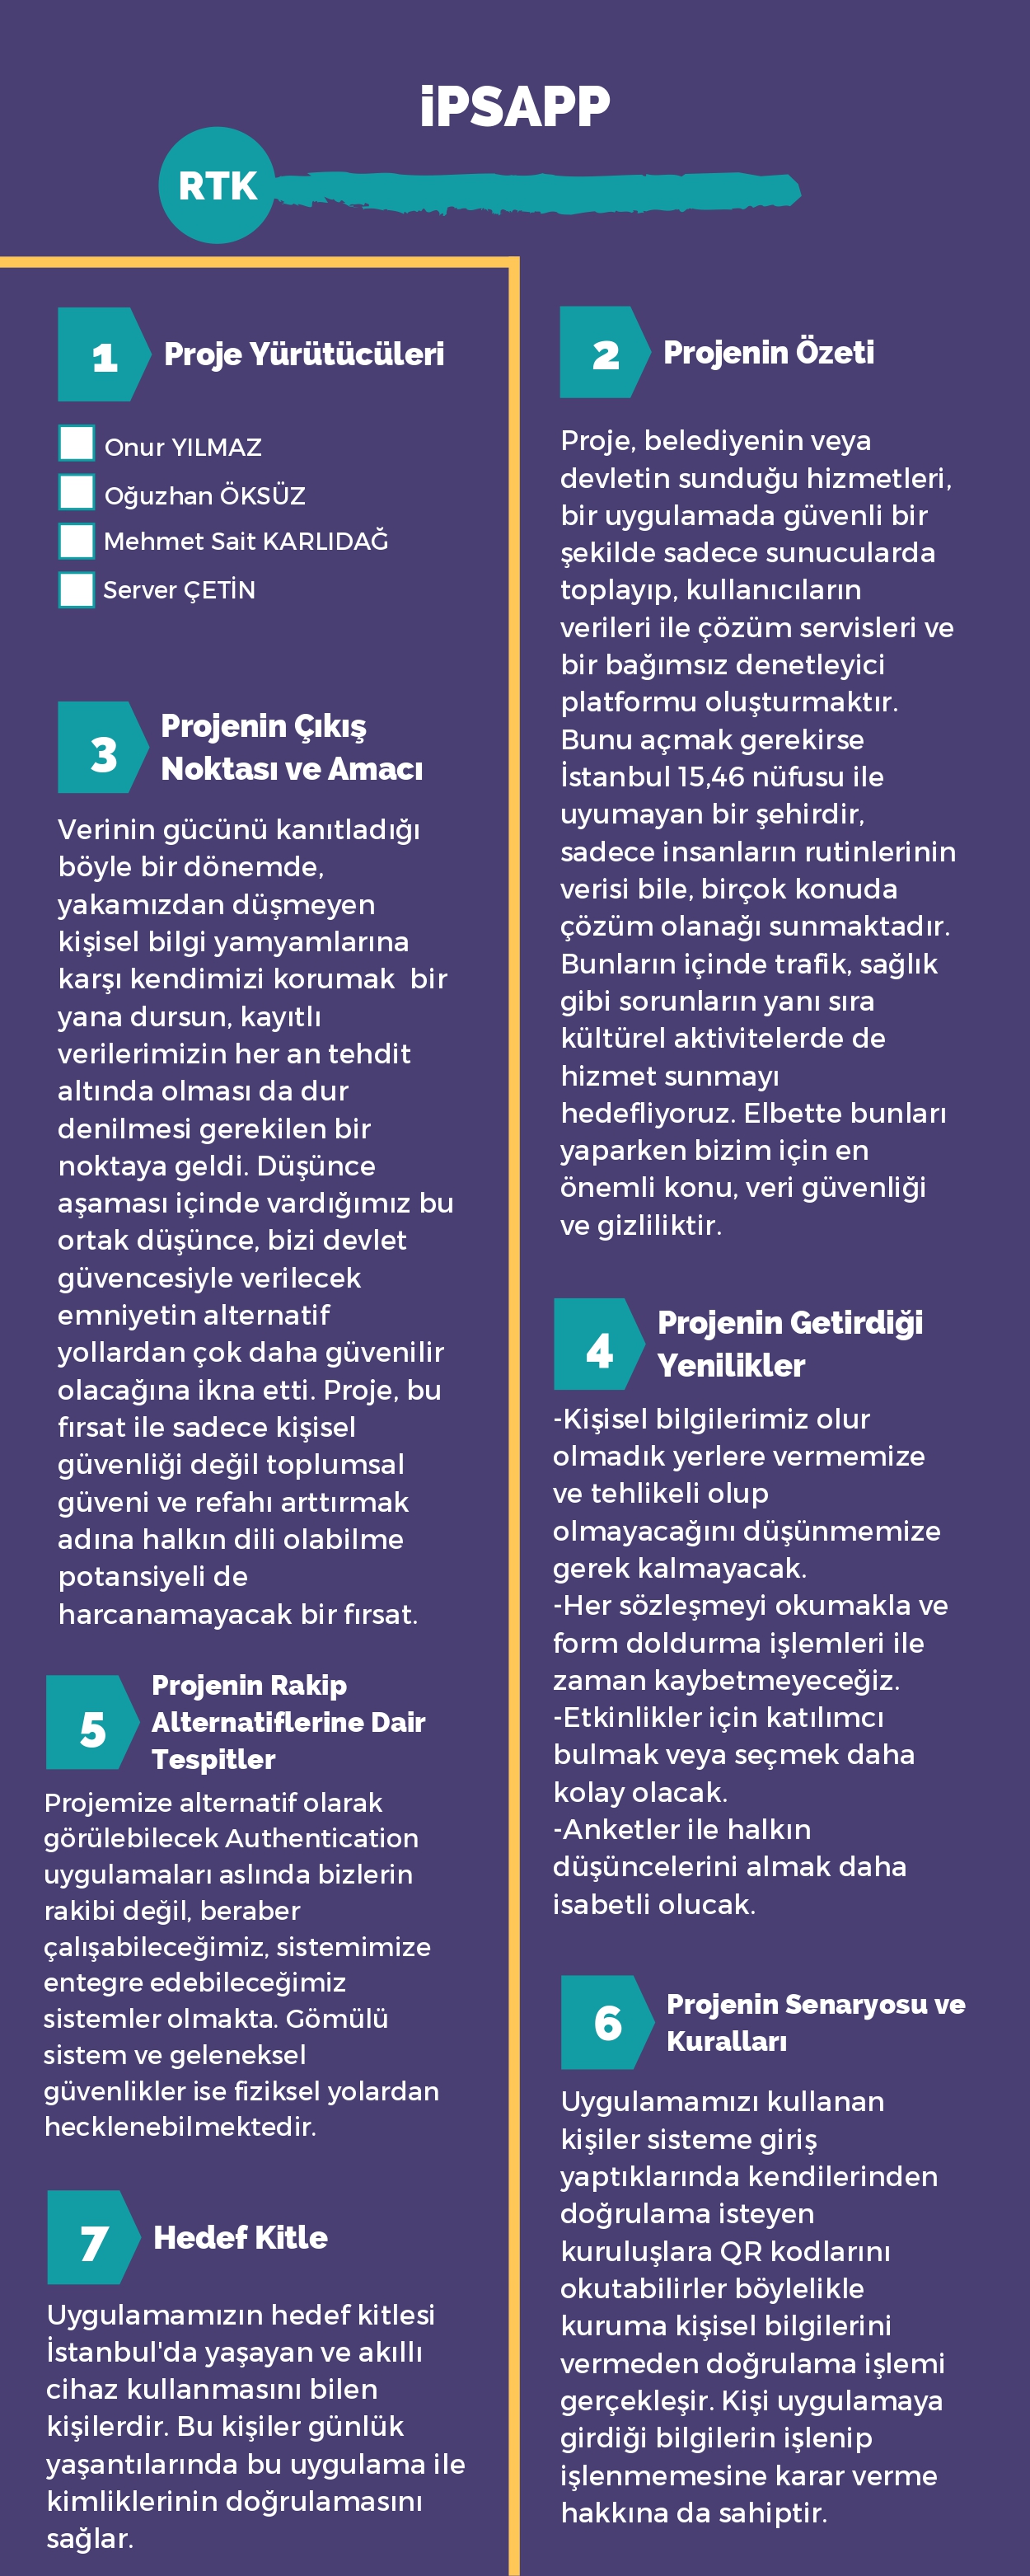 iPSAPP
RTK
1
Proje Yürütücüleri
Onur YILMAZ
Oğuzhan ÖKSÜZ
Mehmet Sait KARLIDAĞ
Server ÇETİN
2
Projenin Özeti
Proje, belediyenin veya
devletin sunduğu hizmetleri,
bir uygulamada güvenli bir
şekilde sadece sunucularda
toplayıp, kullanıcıların
verileri ile çözüm servisleri ve
bir bağımsız denetleyici
platformu oluşturmaktır.
Bunu açmak gerekirse
İstanbul 15,46 nüfusu ile
uyumayan bir şehirdir,
sadece insanların rutinlerinin
verisi bile, birçok konuda
çözüm olanağı sunmaktadır.
Bunların içinde trafik, sağlık
gibi sorunların yanı sıra
kültürel aktivitelerde de
hizmet sunmayı
hedefliyoruz. Elbette bunları
yaparken bizim için en
önemli konu, veri güvenliği
ve gizliliktir.
3
Projenin Çıkış
Noktası ve Amacı
Verinin gücünü kanıtladığı
böyle bir dönemde,
yakamızdan düşmeyen
kişisel bilgi yamyamlarına
karşı kendimizi korumak  bir
yana dursun, kayıtlı
verilerimizin her an tehdit
altında olması da dur
denilmesi gerekilen bir
noktaya geldi. Düşünce
aşaması içinde vardığımız bu
ortak düşünce, bizi devlet
güvencesiyle verilecek
emniyetin alternatif
yollardan çok daha güvenilir
olacağına ikna etti. Proje, bu
fırsat ile sadece kişisel
güvenliği değil toplumsal
güveni ve refahı arttırmak
adına halkın dili olabilme
potansiyeli de
harcanamayacak bir fırsat.
4
Projenin Getirdiği
Yenilikler
-Kişisel bilgilerimiz olur
olmadık yerlere vermemize
ve tehlikeli olup
olmayacağını düşünmemize
gerek kalmayacak.
-Her sözleşmeyi okumakla ve
form doldurma işlemleri ile
zaman kaybetmeyeceğiz.
-Etkinlikler için katılımcı
bulmak veya seçmek daha
kolay olacak.
-Anketler ile halkın
düşüncelerini almak daha
isabetli olucak.
5
Projenin Rakip
Alternatiflerine Dair
Tespitler
Projemize alternatif olarak
görülebilecek Authentication
uygulamaları aslında bizlerin
rakibi değil, beraber
çalışabileceğimiz, sistemimize
entegre edebileceğimiz
sistemler olmakta. Gömülü
sistem ve geleneksel
güvenlikler ise fiziksel yolardan
hecklenebilmektedir.
6
Projenin Senaryosu ve
Kuralları
Uygulamamızı kullanan
kişiler sisteme giriş
yaptıklarında kendilerinden
doğrulama isteyen
kuruluşlara QR kodlarını
okutabilirler böylelikle
kuruma kişisel bilgilerini
vermeden doğrulama işlemi
gerçekleşir. Kişi uygulamaya
girdiği bilgilerin işlenip
işlenmemesine karar verme
hakkına da sahiptir.
7
Hedef Kitle
Uygulamamızın hedef kitlesi
İstanbul'da yaşayan ve akıllı
cihaz kullanmasını bilen
kişilerdir. Bu kişiler günlük
yaşantılarında bu uygulama ile
kimliklerinin doğrulamasını
sağlar.